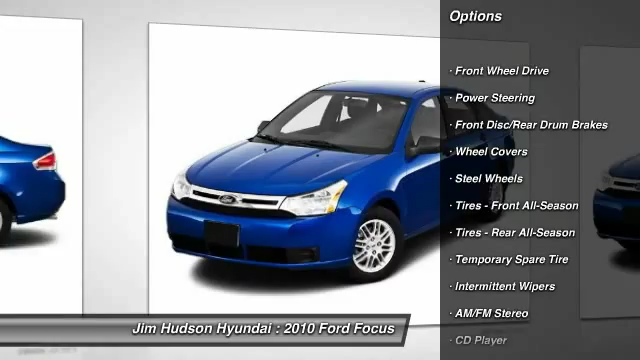 Options
· Front Wheel Drive
· Power Steering
· Front Disc/Rear Drum Brakes
· Wheel Covers
· Steel Wheels
· Tires - Front All-Season
· Tires - Rear All-Season
· Temporary Spare Tire
· Intermittent Wipers
· AM/FM Stereo
· CD Player
Ford
Jim Hudson Hyundai : 2010 Ford Focus